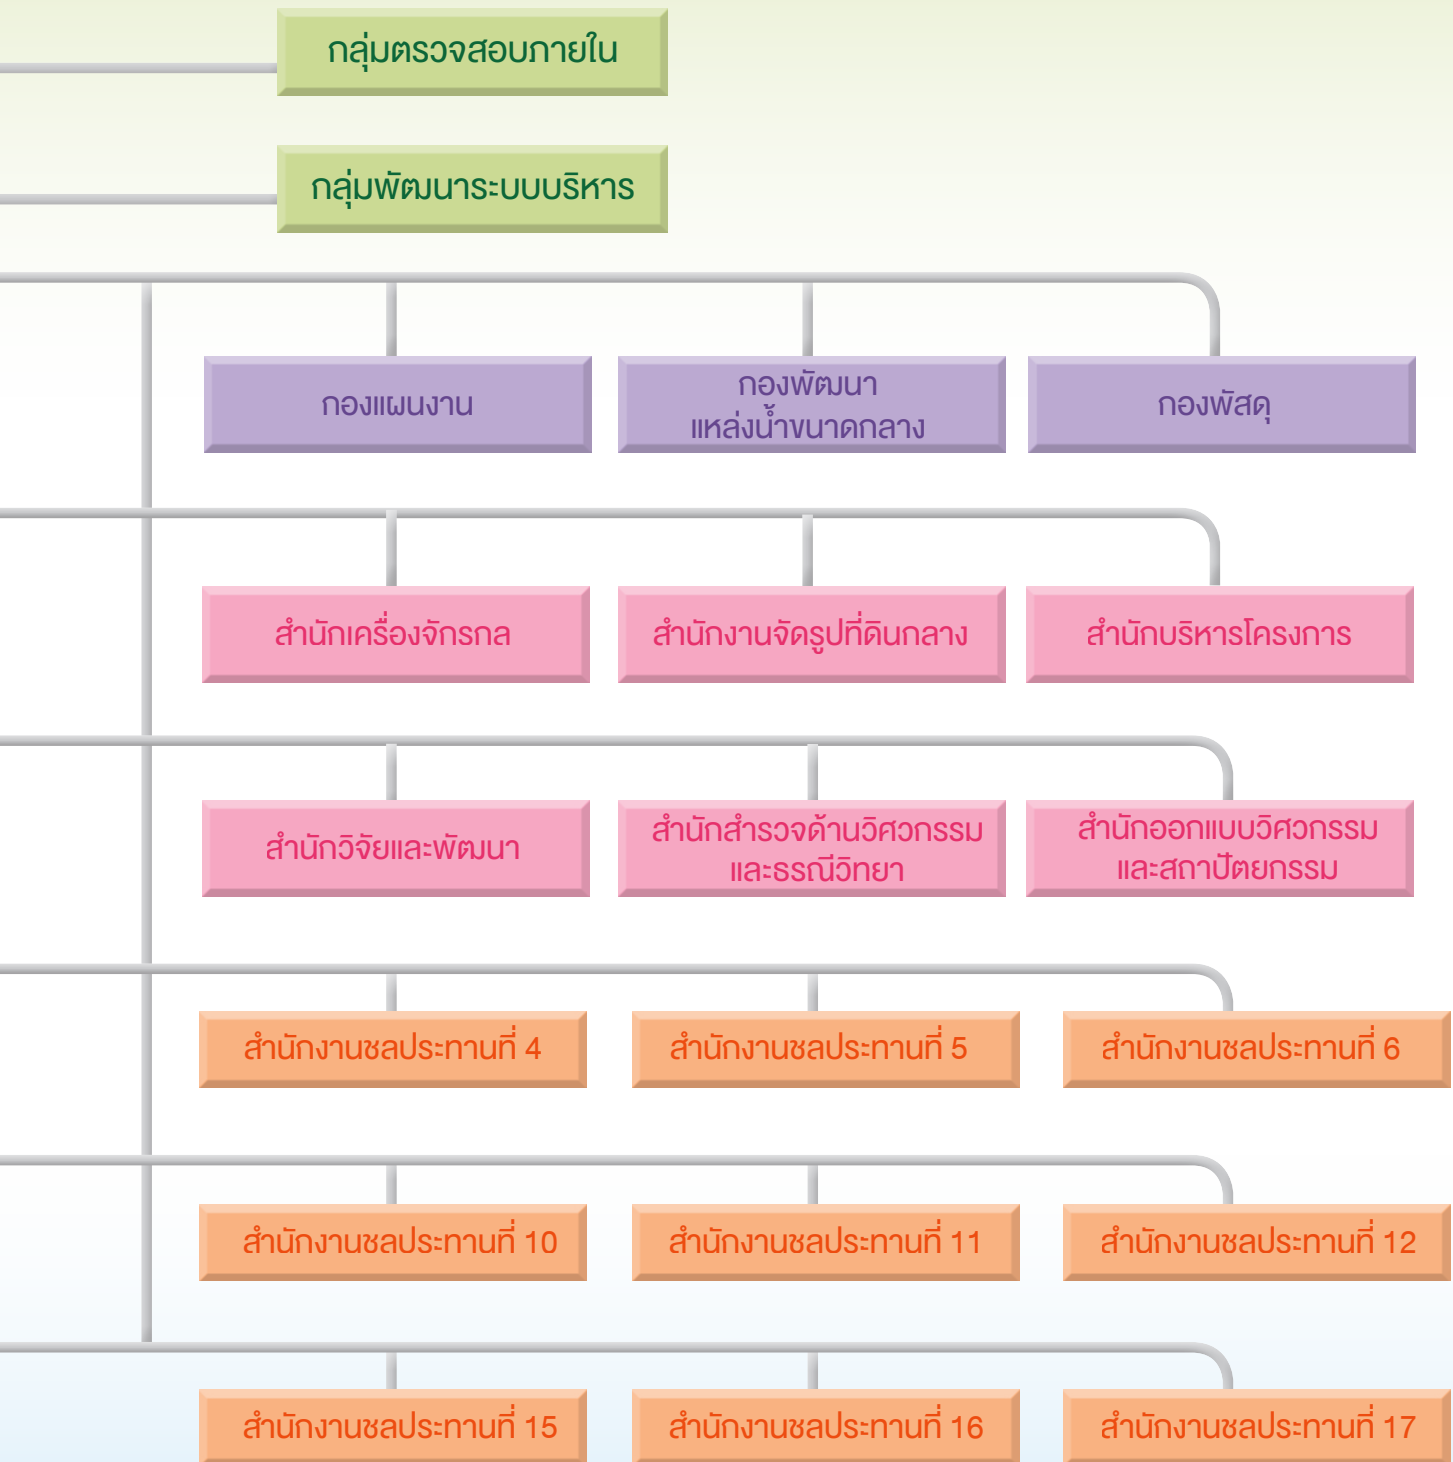 กลุ่มตรวจสอบภายใน
กลุ่มพัฒนาระบบบริหาร
กองแผนงาน
กองพัฒนา
แหล่งน้ำขนาดกลาง
กองพัสดุ
สำนักเครื่องจักรกล
สำนักงานจัดรูปที่ดินกลาง
สำนักบริหารโครงการ
สำนักวิจัยและพัฒนา
สำนักสำรวจด้านวิศวกรรม
และธรณีวิทยา
สำนักออกแบบวิศวกรรม
และสถาปัตยกรรม
สำนักงานชลประทานที่ 4
สำนักงานชลประทานที่ 5
สำนักงานชลประทานที่ 6
สำนักงานชลประทานที่ 10
สำนักงานชลประทานที่ 11
สำนักงานชลประทานที่ 12
สำนักงานชลประทานที่ 15
สำนักงานชลประทานที่ 16
สำนักงานชลประทานที่ 17